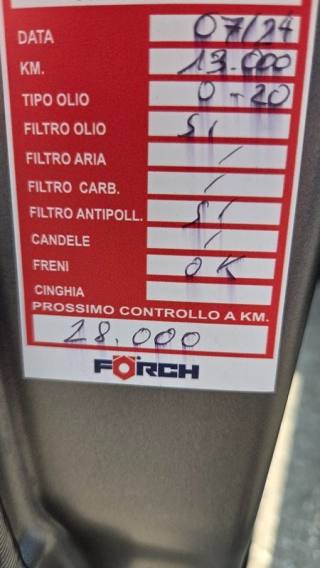 DATA 07/24
KM. 13.000
TIPO OLIO 0-20
FILTRO OLIO SI
FILTRO ARIA /
FILTRO CARB. /
FILTRO ANTIPOLL. SI
CANDELE /
FRENI OK
CINGHIA
PROSSIMO CONTROLLO A KM.
28.000
FÖRCH